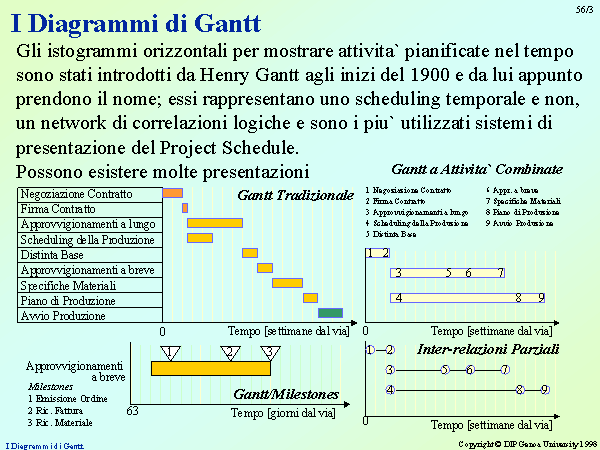 56/3
I Diagrammi di Gantt
Gli istogrammi orizzontali per mostrare attivita` pianificate nel tempo
sono stati introdotti da Henry Gantt agli inizi del 1900 e da lui appunto
prendono il nome; essi rappresentano uno scheduling temporale e non,
un network di correlazioni logiche e sono i piu` utilizzati sistemi di
presentazione del Project Schedule.
Possono esistere molte presentazioni
Gantt Tradizionale
Negoziazione Contratto
Firma Contratto
Approvvigionamenti a lungo
Scheduling della Produzione
Distinta Base
Approvvigionamenti a breve
Specifiche Materiali
Piano di Produzione
Avvio Produzione
0 Tempo [settimane dal via]
Gantt a Attivita` Combinate
1 Negoziazione Contratto
2 Firma Contratto
3 Approvvigionamenti a lungo
4 Scheduling della Produzione
5 Distinta Base
6 Appr. a breve
7 Specifiche Materiali
8 Piano di Produzione
9 Avvio Produzione
1 2
3 5 6 7
4 8 9
0 Tempo [settimane dal via]
1 2 3
Approvvigionamenti
a breve
Milestones
1 Emissione Ordine
2 Ric. Fattura
3 Ric. Materiale
Gantt/Milestones
63 Tempo [giorni dal via]
1 2 Inter-relazioni Parziali
3 5 6 7
4 8 9
0 Tempo [settimane dal via]
I Diegrammi di Gantt
Copyright © DIP Genoa University 1998